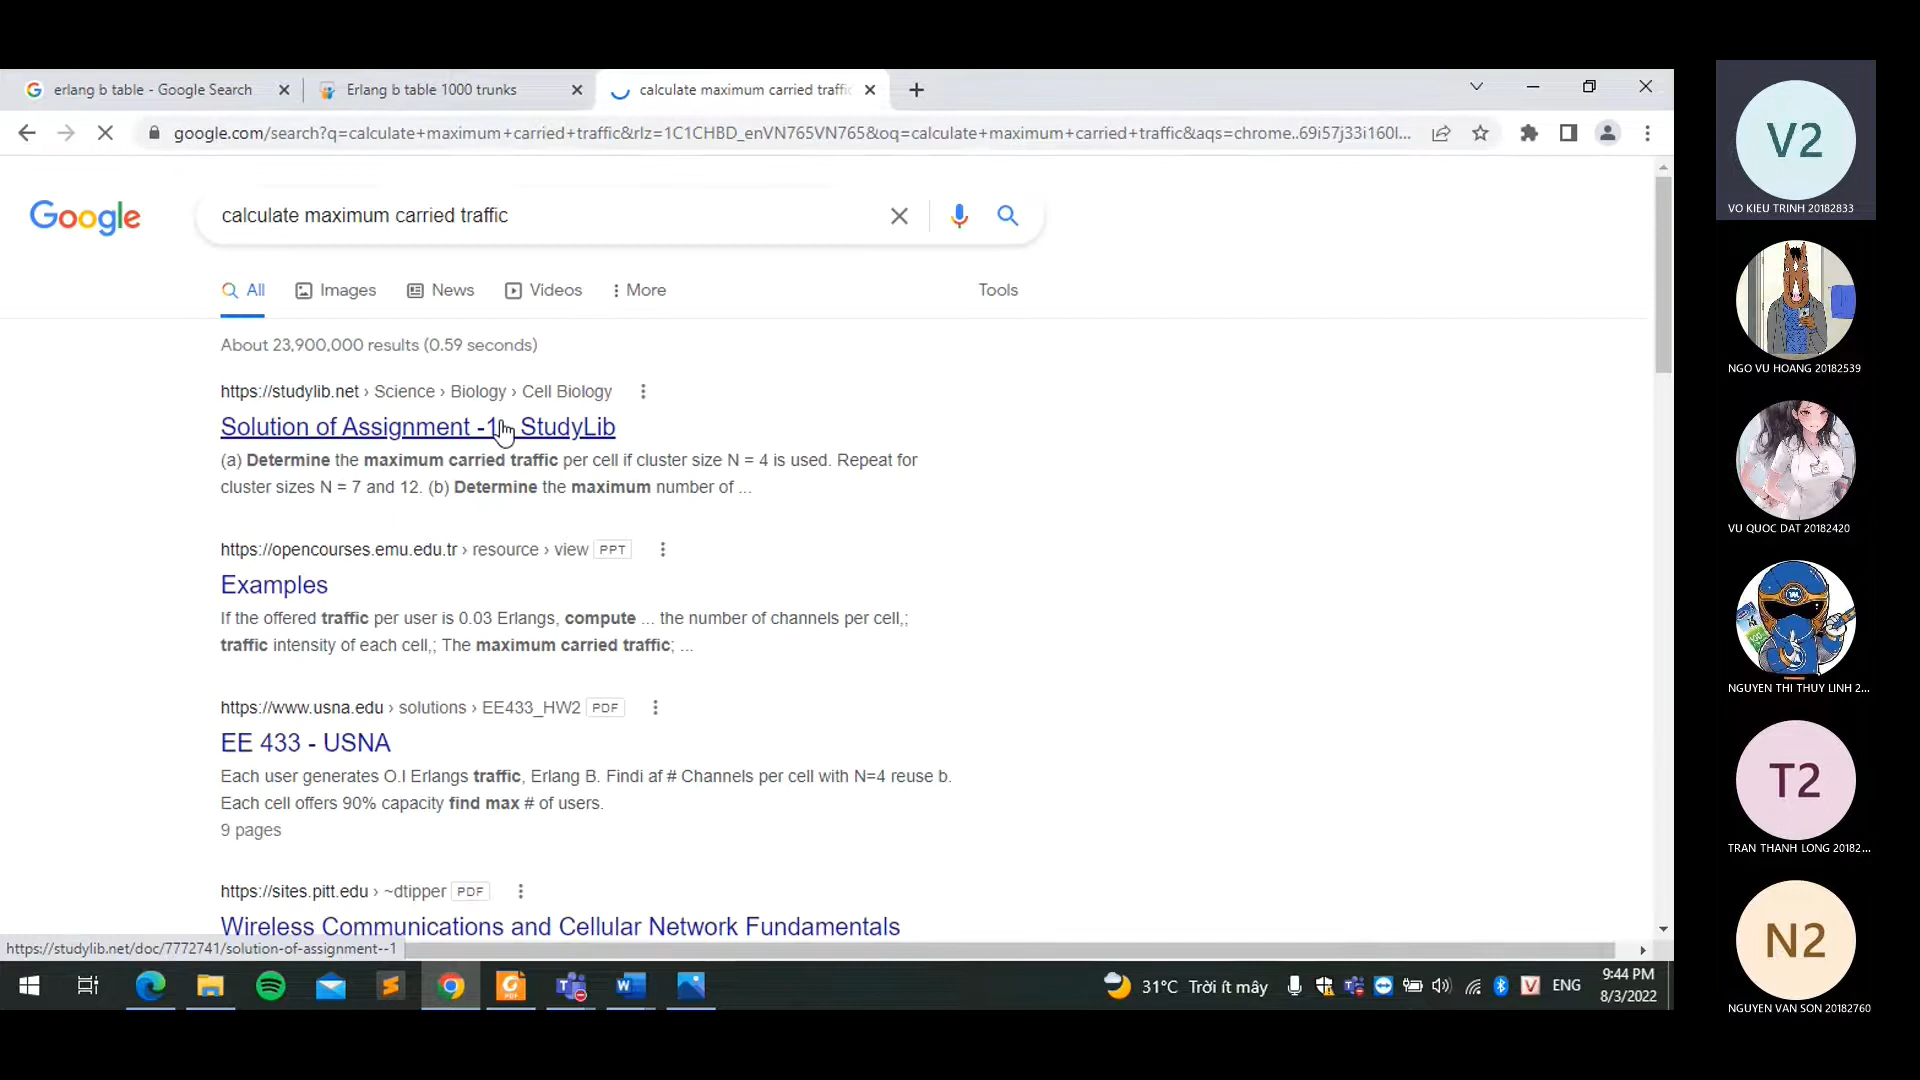 erlang b table - Google Search
Erlang b table 1000 trunks
calculate maximum carried traffic
google.com/search?q=calculate+maximum+carried+traffic&rlz=1C1CHBD_enVN765VN765&oq=calculate+maximum+carried+traffic&aqs=chrome..69i57j33i160l...
Google
calculate maximum carried traffic
All
Images
News
Videos
More
Tools
About 23,900,000 results (0.59 seconds)
https://studylib.net › Science › Biology › Cell Biology
Solution of Assignment -1 StudyLib
(a) Determine the maximum carried traffic per cell if cluster size N = 4 is used. Repeat for
cluster sizes N = 7 and 12. (b) Determine the maximum number of ...
https://opencourses.emu.edu.tr › resource › view PPT
Examples
If the offered traffic per user is 0.03 Erlangs, compute ... the number of channels per cell,;
traffic intensity of each cell,; The maximum carried traffic; ...
https://www.usna.edu › solutions › EE433_HW2 PDF
EE 433 - USNA
Each user generates O.I Erlangs traffic, Erlang B. Findi af # Channels per cell with N=4 reuse b.
Each cell offers 90% capacity find max # of users.
9 pages
https://sites.pitt.edu › ~dtipper PDF
Wireless Communications and Cellular Network Fundamentals
https://studylib.net/doc/7772741/solution-of-assignment--1
31°C Trời ít mây
ENG
9:44 PM
8/3/2022
V2
VO KIEU TRINH 20182833
NGO VU HOANG 20182539
VU QUOC DAT 20182420
NGUYEN THI THUY LINH 2...
T2
TRAN THANH LONG 20182...
N2
NGUYEN VAN SON 20182760